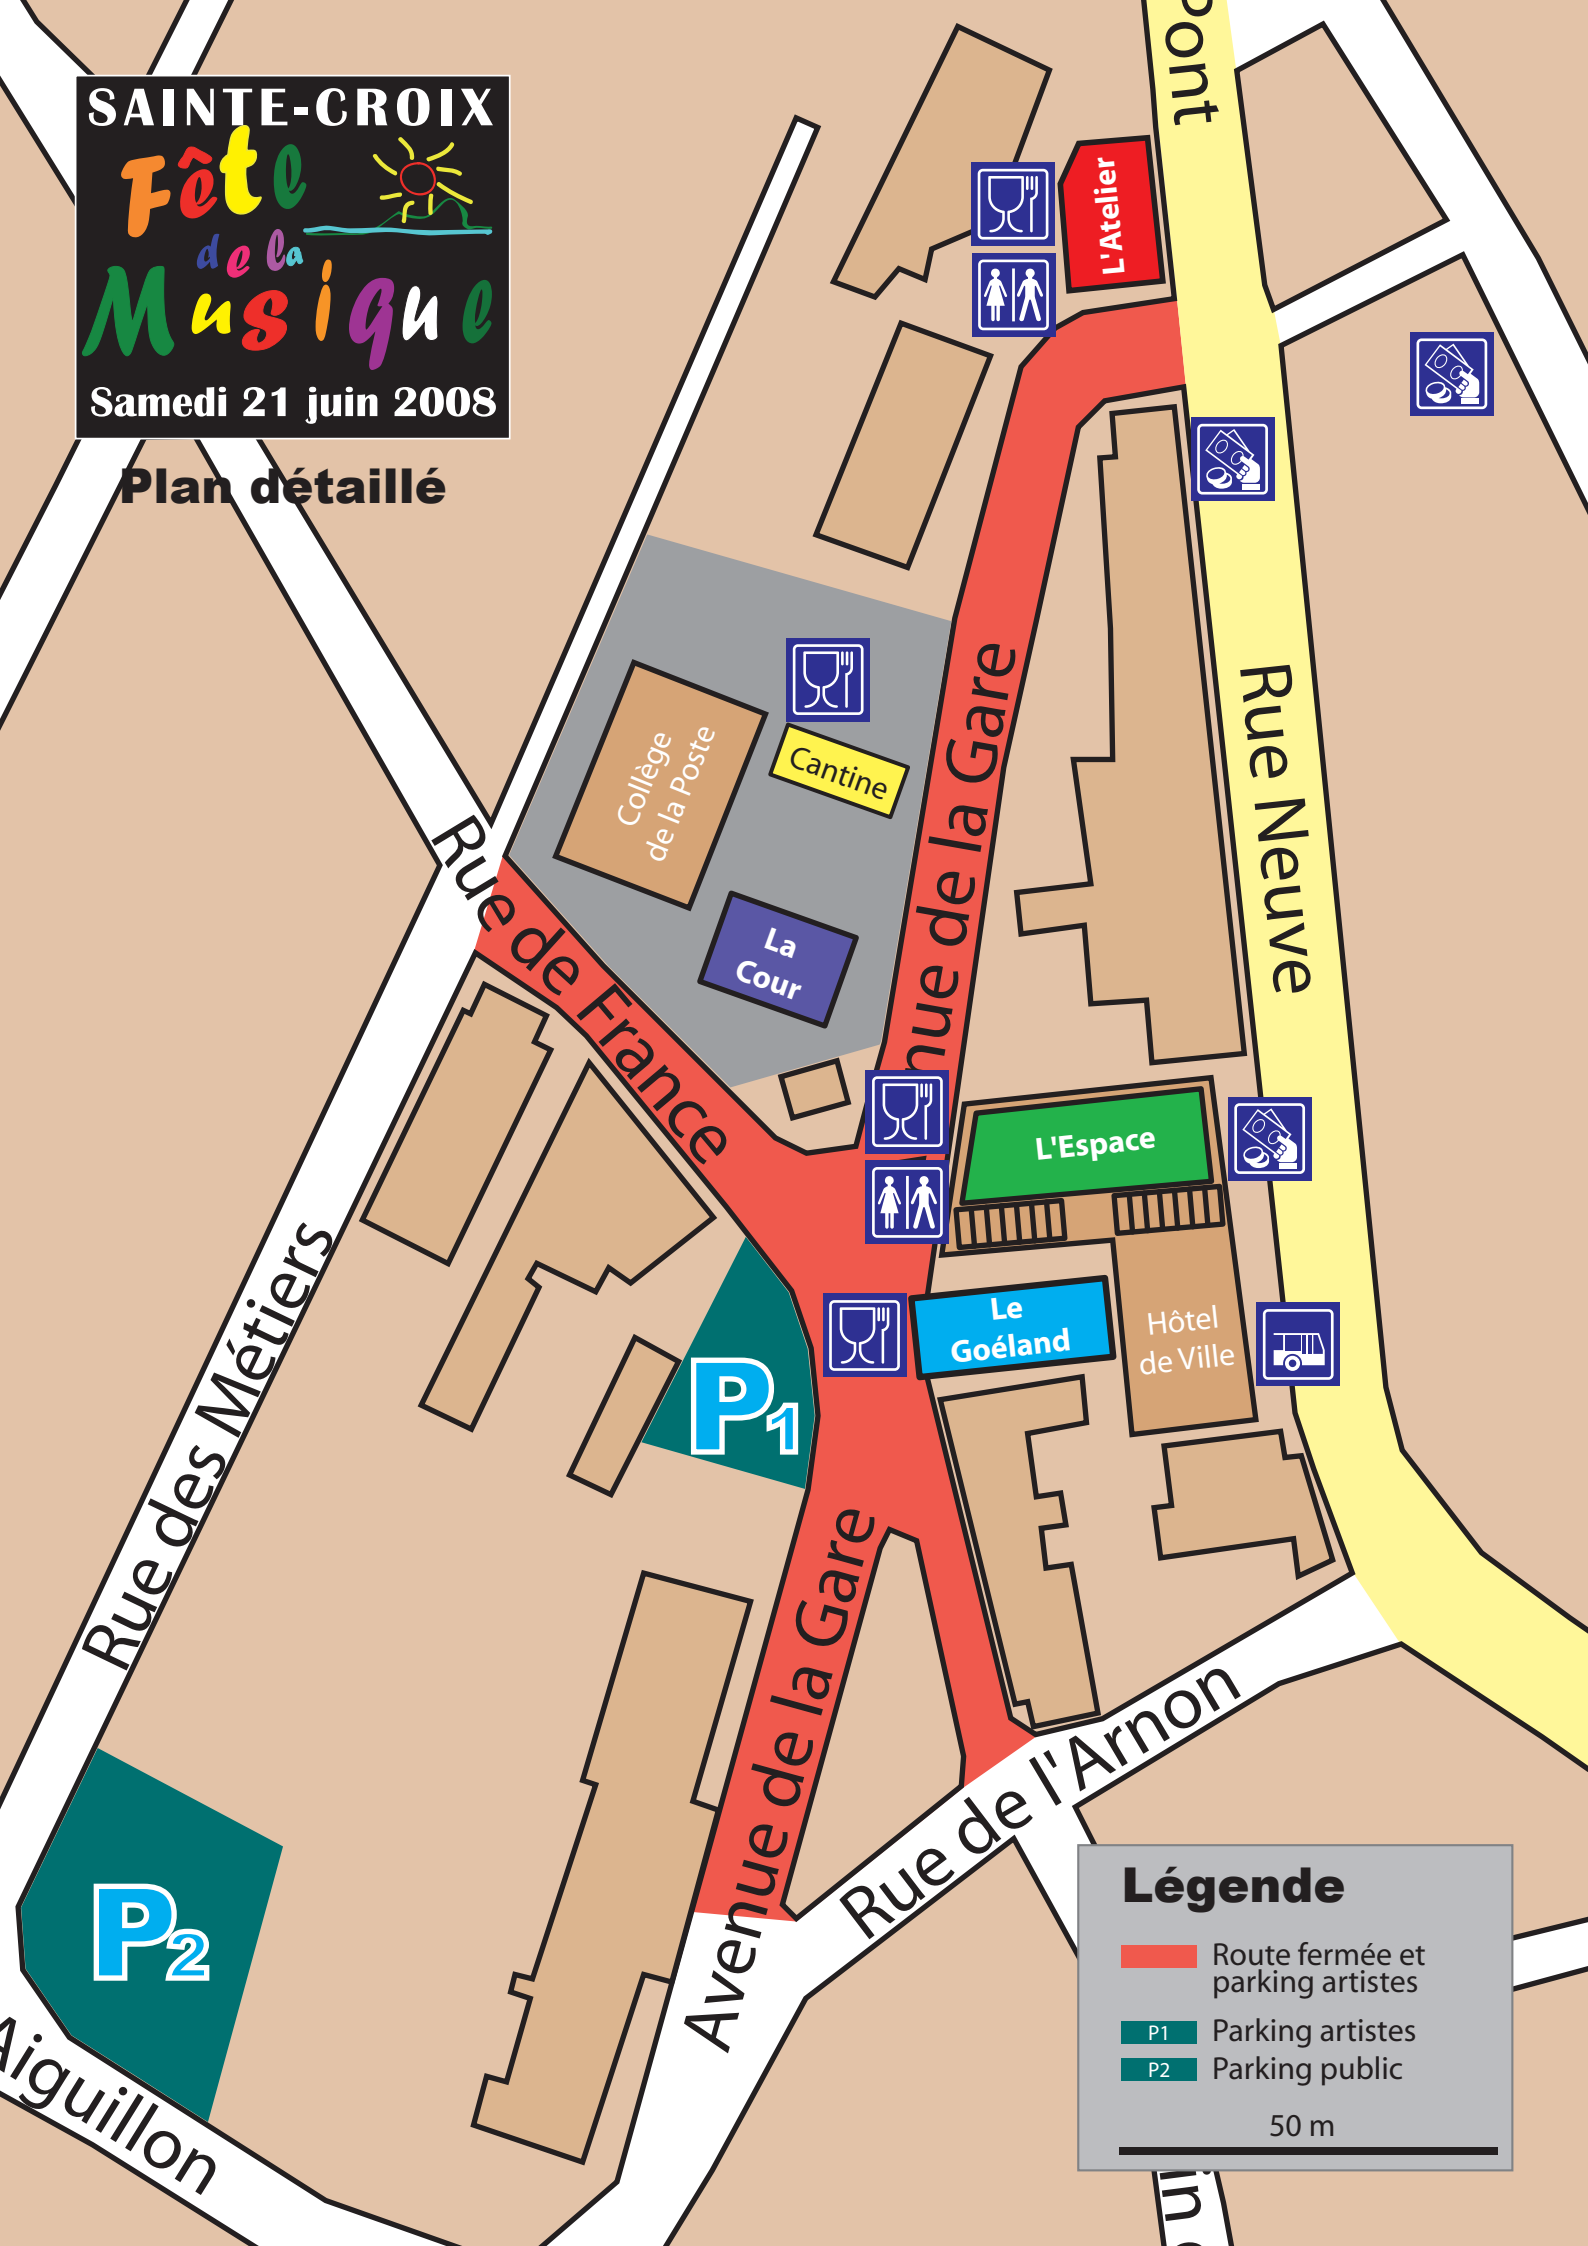 SAINTE-CROIX
Fête
de la
Musique
Samedi 21 juin 2008
Plan détaillé
Pont
L'Atelier
Rue Neuve
Avenue de la Gare
Collège
de la Poste
Cantine
La
Cour
Rue de France
nue de la Gare
L'Espace
Le
Goéland
Hôtel
de Ville
P1
Rue des Métiers
Rue de l'Arnon
P2
Aiguillon
Légende
Route fermée et
parking artistes
P1 Parking artistes
P2 Parking public
50 m